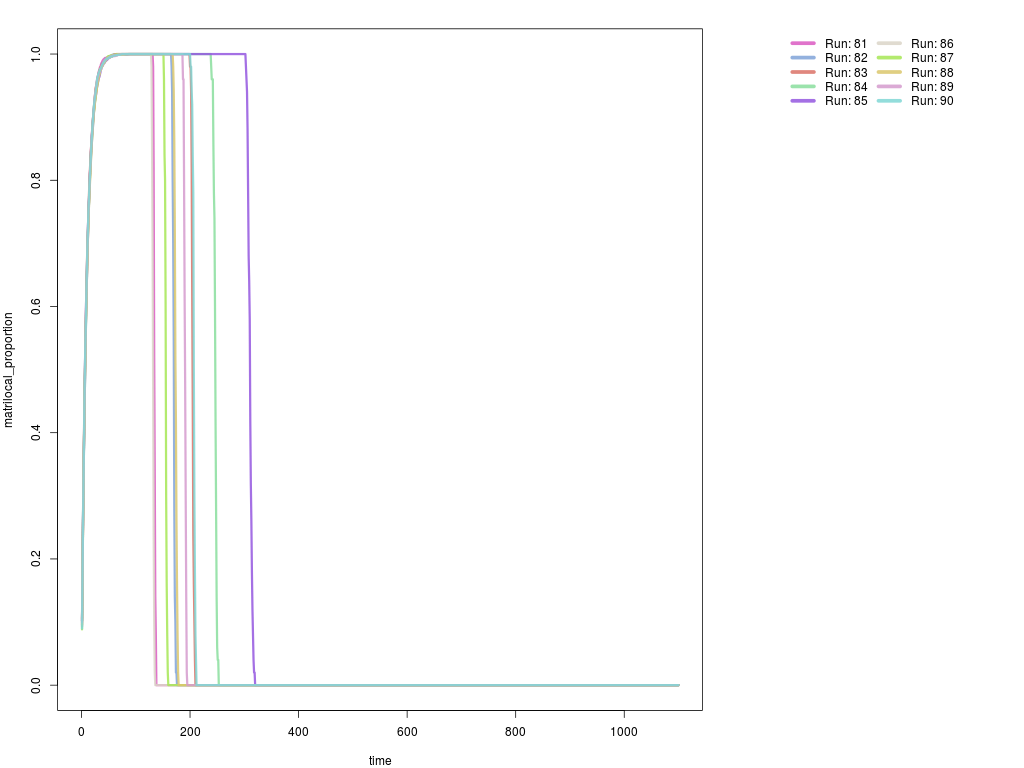 Run: 81 Run: 86
Run: 82 Run: 87
Run: 83 Run: 88
Run: 84 Run: 89
Run: 85 Run: 90
1.0
0.8
0.6
0.4
0.2
0.0
matrilocal_proportion
0 200 400 600 800 1000
time